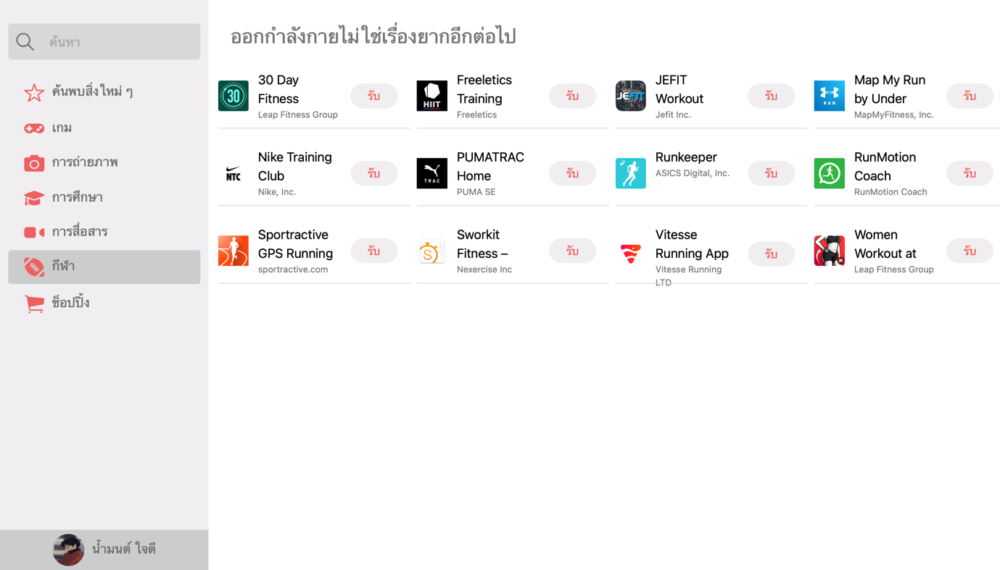 ค้นหา
ค้นพบสิ่งใหม่ ๆ
เกม
การถ่ายภาพ
การศึกษา
การสื่อสาร
กีฬา
ช็อปปิ้ง
น้ำมนต์ ใจดี
ออกกำลังกายไม่ใช่เรื่องยากอีกต่อไป
30
30 Day
Fitness
Leap Fitness Group
รับ
HIIT
Freeletics
Training
Freeletics
รับ
JEFIT
JEFIT
Workout
Jefit Inc.
รับ
RUN
Map My Run
by Under
MapMyFitness, Inc.
รับ
NTC
Nike Training
Club
Nike, Inc.
รับ
TRAC
PUMATRAC
Home
PUMA SE
รับ
Runkeeper
ASICS Digital, Inc.
รับ
RunMotion
Coach
RunMotion Coach
รับ
Sportractive
GPS Running
sportractive.com
รับ
S
Sworkit
Fitness –
Nexercise Inc
รับ
Vitesse
Running App
Vitesse Running
LTD
รับ
Women
Workout at
Leap Fitness Group
รับ